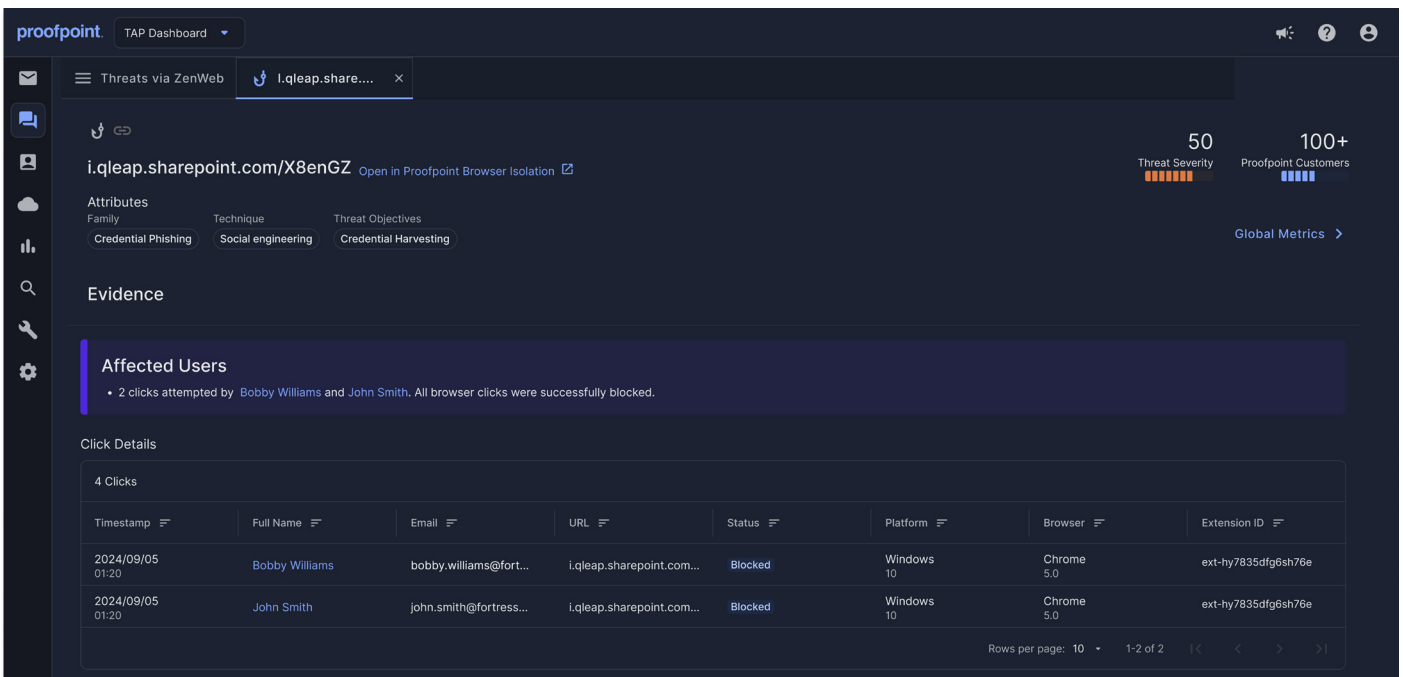 proofpoint. TAP Dashboard
Threats via ZenWeb
l.qleap.share....
i.qleap.sharepoint.com/X8enGZ Open in Proofpoint Browser Isolation
50
Threat Severity
100+
Proofpoint Customers
Attributes
Family Technique Threat Objectives
Credential Phishing Social engineering Credential Harvesting
Global Metrics
Evidence
Affected Users
• 2 clicks attempted by Bobby Williams and John Smith. All browser clicks were successfully blocked.
Click Details
4 Clicks
Timestamp Full Name Email URL Status Platform Browser Extension ID
2024/09/05 Bobby Williams bobby.williams@fort... i.qleap.sharepoint.com... Blocked Windows Chrome ext-hy7835dfg6sh76e
01:20 10 5.0
2024/09/05 John Smith john.smith@fortress... i.qleap.sharepoint.com... Blocked Windows Chrome ext-hy7835dfg6sh76e
01:20 10 5.0
Rows per page: 10 1-2 of 2